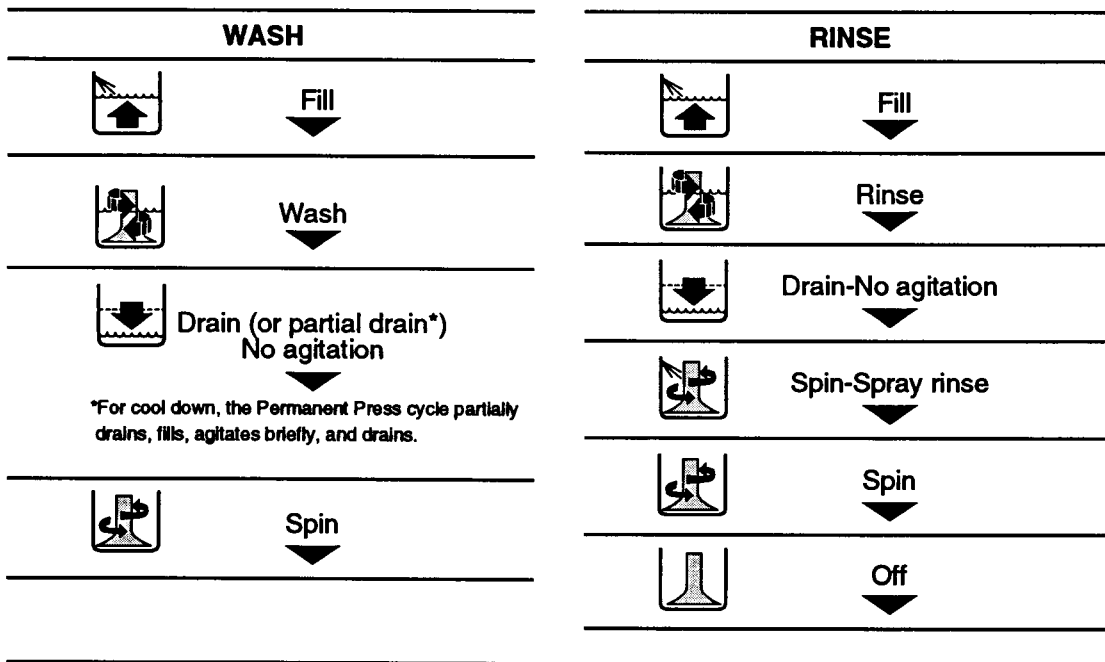 WASH
Fill
Wash
Drain (or partial drain*)
No agitation
*For cool down, the Permanent Press cycle partially
drains, fills, agitates briefly, and drains.
Spin
RINSE
Fill
Rinse
Drain-No agitation
Spin-Spray rinse
Spin
Off